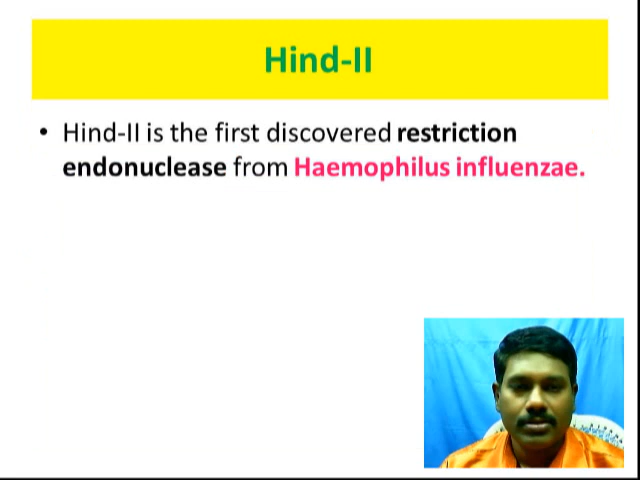 Hind-II
• Hind-II is the first discovered restriction
endonuclease from Haemophilus influenzae.